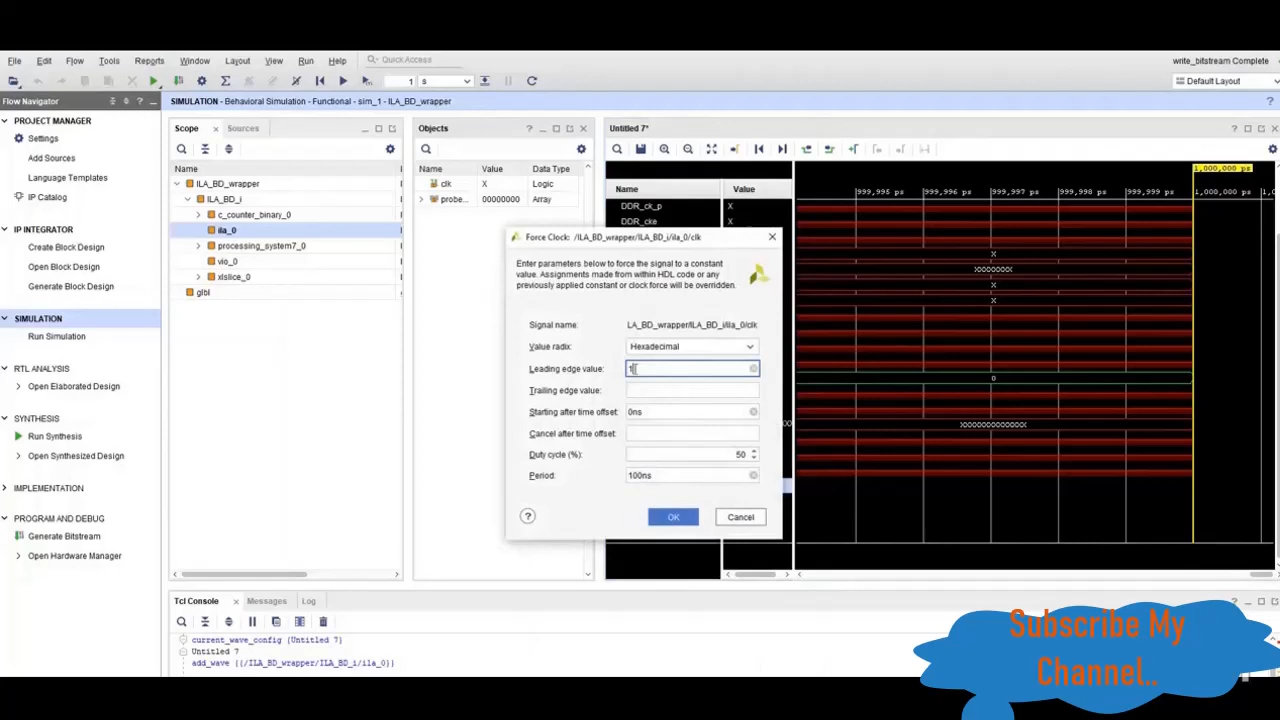 File Edit Flow Tools Reports Window Layout View Run Help Quick Access
write_bitstream Complete
1 s
Default Layout
Flow Navigator
SIMULATION - Behavioral Simulation - Functional - sim_1 - ILA_BD_wrapper
PROJECT MANAGER
Settings
Add Sources
Language Templates
IP Catalog
IP INTEGRATOR
Create Block Design
Open Block Design
Generate Block Design
SIMULATION
Run Simulation
RTL ANALYSIS
Open Elaborated Design
SYNTHESIS
Run Synthesis
Open Synthesized Design
IMPLEMENTATION
PROGRAM AND DEBUG
Generate Bitstream
Open Hardware Manager
Scope Sources
Name
ILA_BD_wrapper
ILA_BD_i
c_counter_binary_0
ila_0
processing_system7_0
vio_0
xlslice_0
glbl
Objects
Name Value Data Type
clk X Logic
probe... 00000000 Array
Untitled 7*
Name Value
DDR_ck_p X
DDR_cke X
1,000,000 ps
999,995 ps 999,996 ps 999,997 ps 999,998 ps 999,999 ps 1,000,000 ps
X
XXXXXXXX
X
X
0
XXXXXXXXXXXXXX
Force Clock: /ILA_BD_wrapper/ILA_BD_i/ila_0/clk
Enter parameters below to force the signal to a constant
value. Assignments made from within HDL code or any
previously applied constant or clock force will be overridden.
Signal name: LA_BD_wrapper/ILA_BD_i/ila_0/clk
Value radix: Hexadecimal
Leading edge value: 1
Trailing edge value:
Starting after time offset: 0ns
Cancel after time offset:
Duty cycle (%): 50
Period: 100ns
? OK Cancel
Tcl Console Messages Log
current_wave_config {Untitled 7}
Untitled 7
add_wave {{/ILA_BD_wrapper/ILA_BD_i/ila_0}}
Subscribe My
Channel..